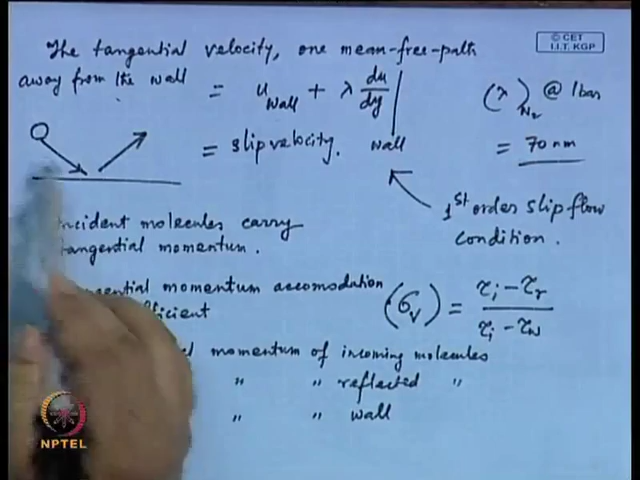 The tangential velocity, one mean-free-path
away from the wall = u wall + λ du/dy | wall
= slip velocity.
(λ)N2 @ 1 bar
= 70 nm
1st order slip flow
condition.
incident molecules carry
tangential momentum.
momentum accomodation (σv) = τi - τr / τi - τw
momentum of incoming molecules
" " reflected "
" " wall
© CET
I.I.T. KGP
NPTEL